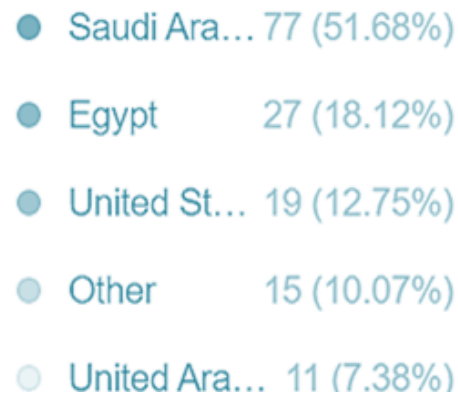 Saudi Ara... 77 (51.68%)
Egypt 27 (18.12%)
United St... 19 (12.75%)
Other 15 (10.07%)
United Ara... 11 (7.38%)